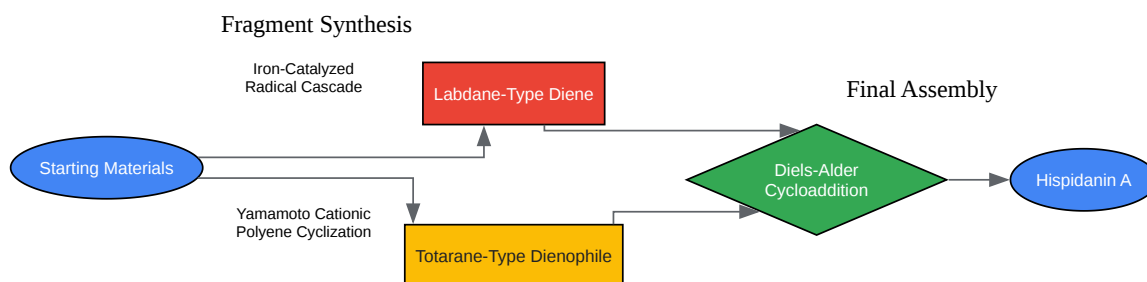 Fragment Synthesis
Iron-Catalyzed
Radical Cascade
Labdane-Type Diene
Final Assembly
Starting Materials
Diels-Alder
Cycloaddition
Hispidanin A
Yamamoto Cationic
Polyene Cyclization
Totarane-Type Dienophile